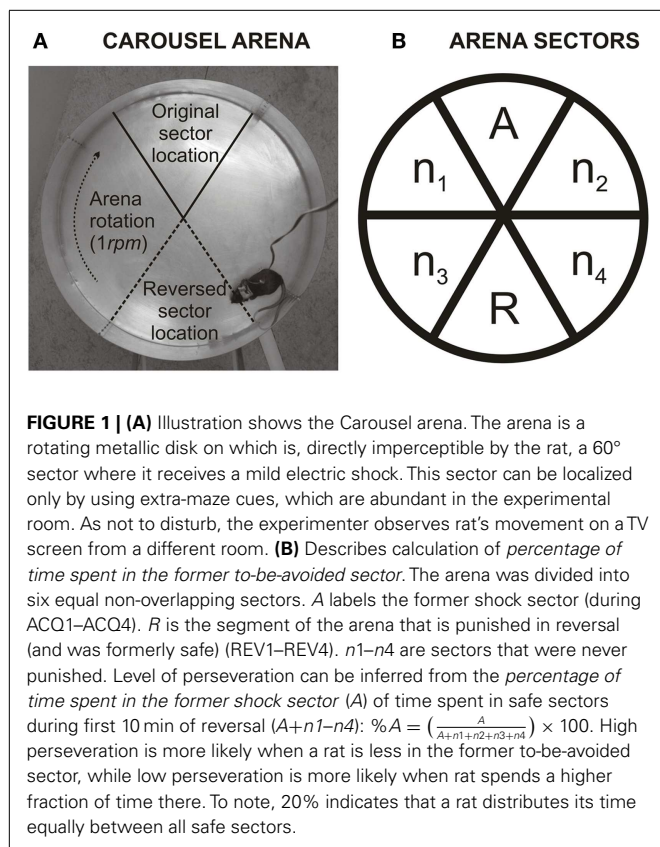 A CAROUSEL ARENA
B ARENA SECTORS
Original
sector
location
Arena
rotation
(1rpm)
Reversed
sector
location
A
n1 n2
n3 n4
R
FIGURE 1 | (A) Illustration shows the Carousel arena. The arena is a
rotating metallic disk on which is, directly imperceptible by the rat, a 60°
sector where it receives a mild electric shock. This sector can be localized
only by using extra-maze cues, which are abundant in the experimental
room. As not to disturb, the experimenter observes rat's movement on a TV
screen from a different room. (B) Describes calculation of percentage of
time spent in the former to-be-avoided sector. The arena was divided into
six equal non-overlapping sectors. A labels the former shock sector (during
ACQ1–ACQ4). R is the segment of the arena that is punished in reversal
(and was formerly safe) (REV1–REV4). n1–n4 are sectors that were never
punished. Level of perseveration can be inferred from the percentage of
time spent in the former shock sector (A) of time spent in safe sectors
during first 10 min of reversal (A+n1–n4): %A = (A/(A+n1+n2+n3+n4)) × 100. High
perseveration is more likely when a rat is less in the former to-be-avoided
sector, while low perseveration is more likely when rat spends a higher
fraction of time there. To note, 20% indicates that a rat distributes its time
equally between all safe sectors.